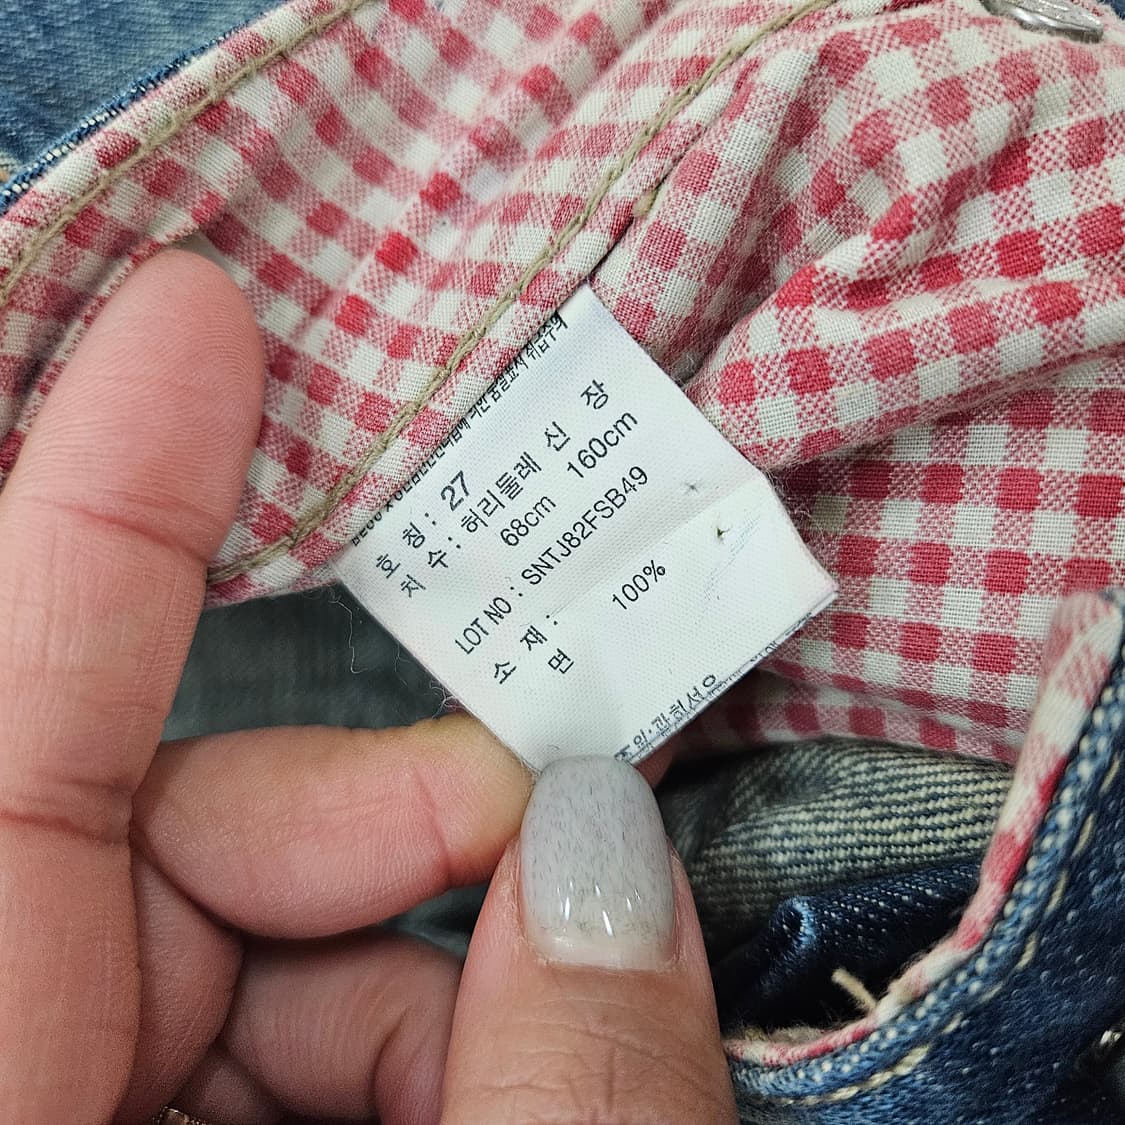 호 칭 : 27
치 수 : 허리둘레 신 장
68cm 160cm
LOT NO : SNTJ82FSB49
소 재 :
면 100%